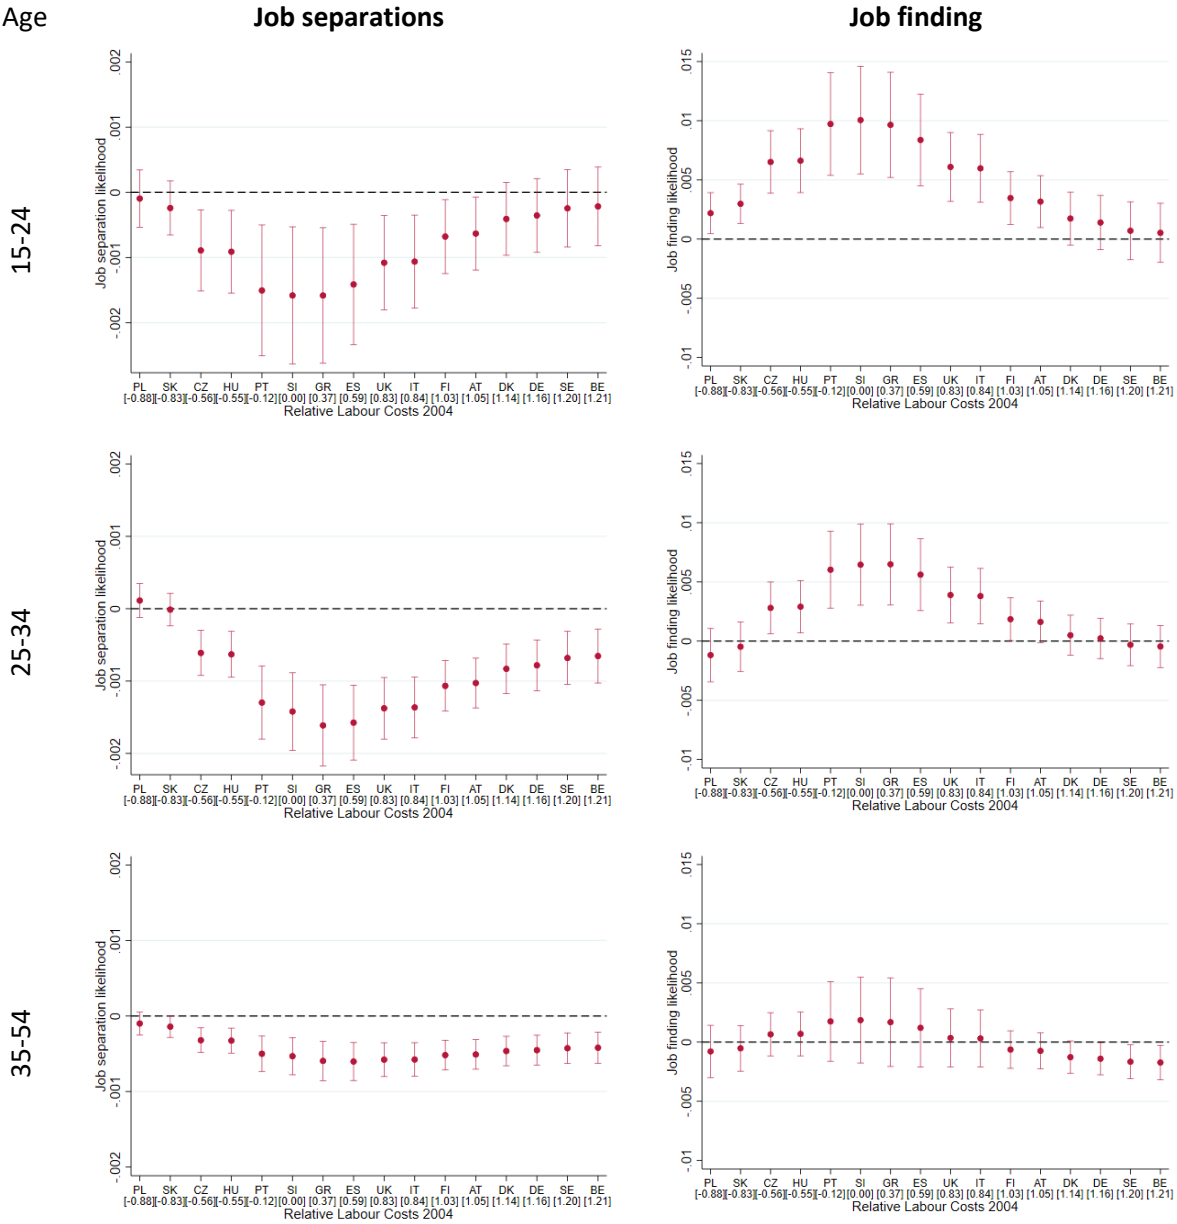 Age Job separations Job finding
15-24
Job separation likelihood
.002
.001
0
-.001
-.002
PL SK CZ HU PT SI GR ES UK IT FI AT DK DE SE BE
[-0.88][-0.83][-0.56][-0.55][-0.12] [0.00] [0.37] [0.59] [0.83] [0.84] [1.03] [1.05] [1.14] [1.16] [1.20] [1.21]
Relative Labour Costs 2004
Job finding likelihood
.015
.01
.005
0
-.005
-.01
PL SK CZ HU PT SI GR ES UK IT FI AT DK DE SE BE
[-0.88][-0.83][-0.56][-0.55][-0.12] [0.00] [0.37] [0.59] [0.83] [0.84] [1.03] [1.05] [1.14] [1.16] [1.20] [1.21]
Relative Labour Costs 2004
25-34
Job separation likelihood
.002
.001
0
-.001
-.002
PL SK CZ HU PT SI GR ES UK IT FI AT DK DE SE BE
[-0.88][-0.83][-0.56][-0.55][-0.12] [0.00] [0.37] [0.59] [0.83] [0.84] [1.03] [1.05] [1.14] [1.16] [1.20] [1.21]
Relative Labour Costs 2004
Job finding likelihood
.015
.01
.005
0
-.005
-.01
PL SK CZ HU PT SI GR ES UK IT FI AT DK DE SE BE
[-0.88][-0.83][-0.56][-0.55][-0.12] [0.00] [0.37] [0.59] [0.83] [0.84] [1.03] [1.05] [1.14] [1.16] [1.20] [1.21]
Relative Labour Costs 2004
35-54
Job separation likelihood
.002
.001
0
-.001
-.002
PL SK CZ HU PT SI GR ES UK IT FI AT DK DE SE BE
[-0.88][-0.83][-0.56][-0.55][-0.12] [0.00] [0.37] [0.59] [0.83] [0.84] [1.03] [1.05] [1.14] [1.16] [1.20] [1.21]
Relative Labour Costs 2004
Job finding likelihood
.015
.01
.005
0
-.005
-.01
PL SK CZ HU PT SI GR ES UK IT FI AT DK DE SE BE
[-0.88][-0.83][-0.56][-0.55][-0.12] [0.00] [0.37] [0.59] [0.83] [0.84] [1.03] [1.05] [1.14] [1.16] [1.20] [1.21]
Relative Labour Costs 2004